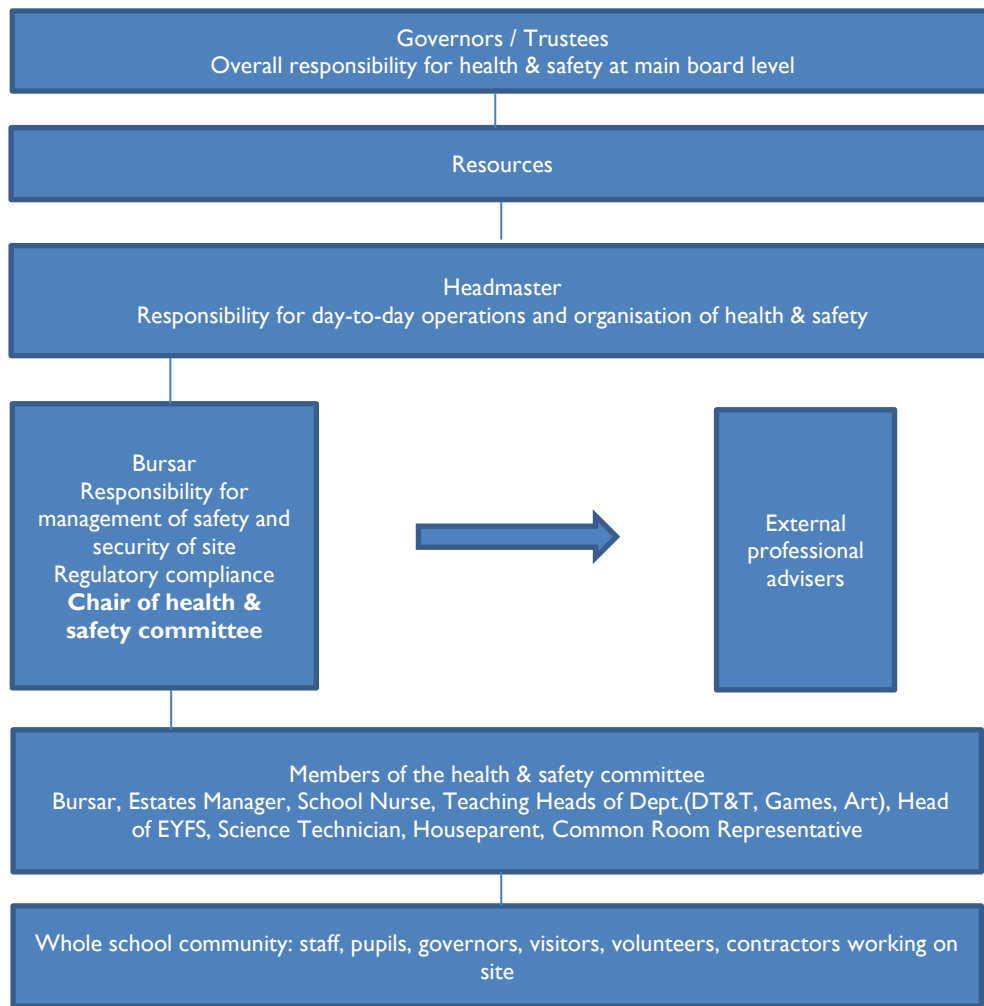 Governors / Trustees
Overall responsibility for health & safety at main board level
Resources
Headmaster
Responsibility for day-to-day operations and organisation of health & safety
Bursar
Responsibility for
management of safety and
security of site
Regulatory compliance
Chair of health &
safety committee
External
professional
advisers
Members of the health & safety committee
Bursar, Estates Manager, School Nurse, Teaching Heads of Dept.(DT&T, Games, Art), Head
of EYFS, Science Technician, Houseparent, Common Room Representative
Whole school community: staff, pupils, governors, visitors, volunteers, contractors working on
site